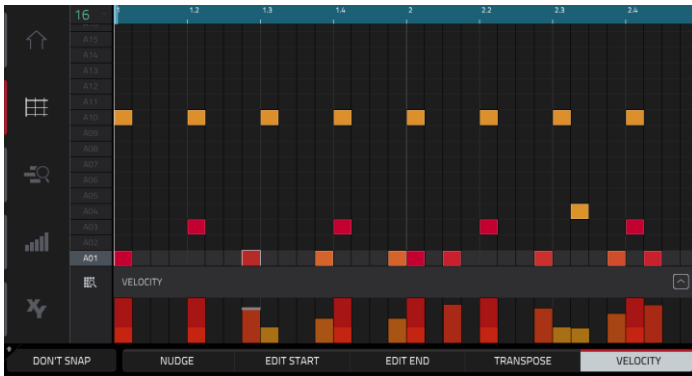 16 1 1.2 1.3 1.4 2 2.2 2.3 2.4
A15
A14
A13
A12
A11
A10
A09
A08
A07
A06
A05
A04
A03
A02
A01
VELOCITY
XY
DON'T SNAP NUDGE EDIT START EDIT END TRANSPOSE VELOCITY